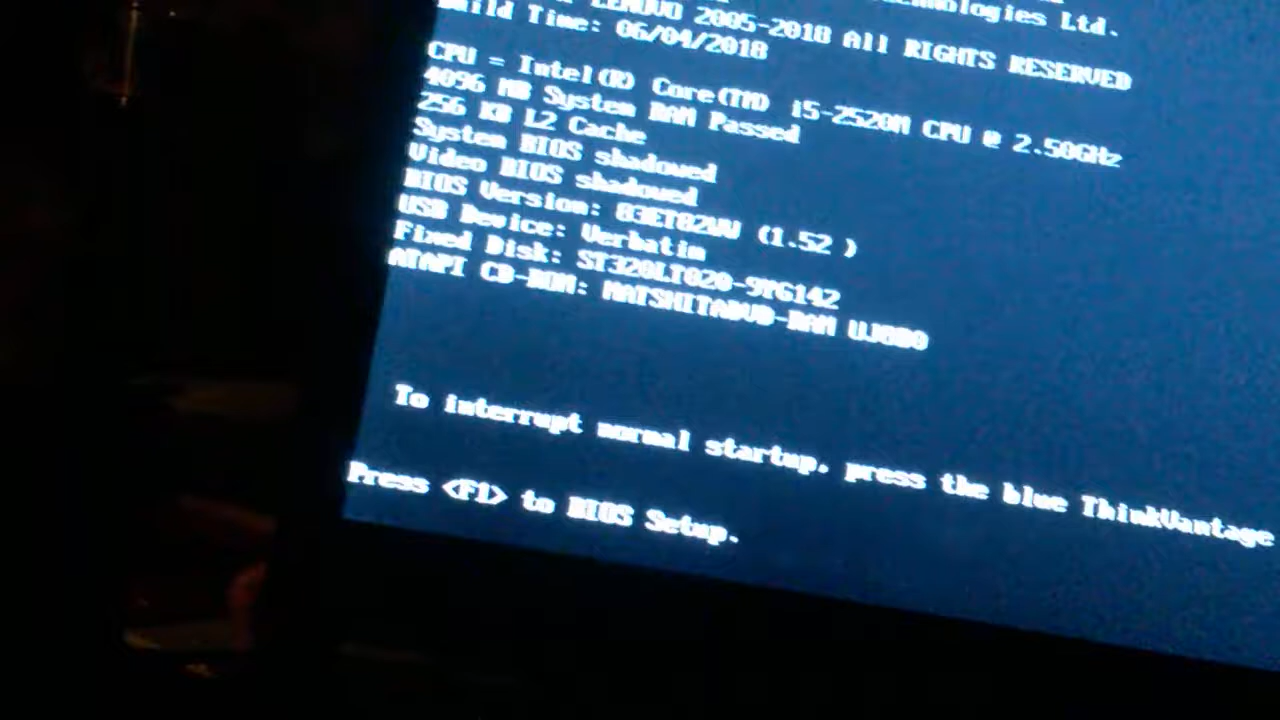 Technologies Ltd.
LENOVO 2005-2018 All RIGHTS RESERVED
Build Time: 06/04/2018
CPU = Intel(R) Core(TM) i5-2520M CPU @ 2.50GHz
4096 MB System RAM Passed
256 KB L2 Cache
System BIOS shadowed
Video BIOS shadowed
BIOS Version: 83ET82WW (1.52 )
USB Device: Verbatim
Fixed Disk: ST320LT020-9YG142
ATAPI CD-ROM: MATSHITADVD-RAM
To interrupt normal startup, press the blue ThinkVantage
Press <F1> to BIOS Setup.